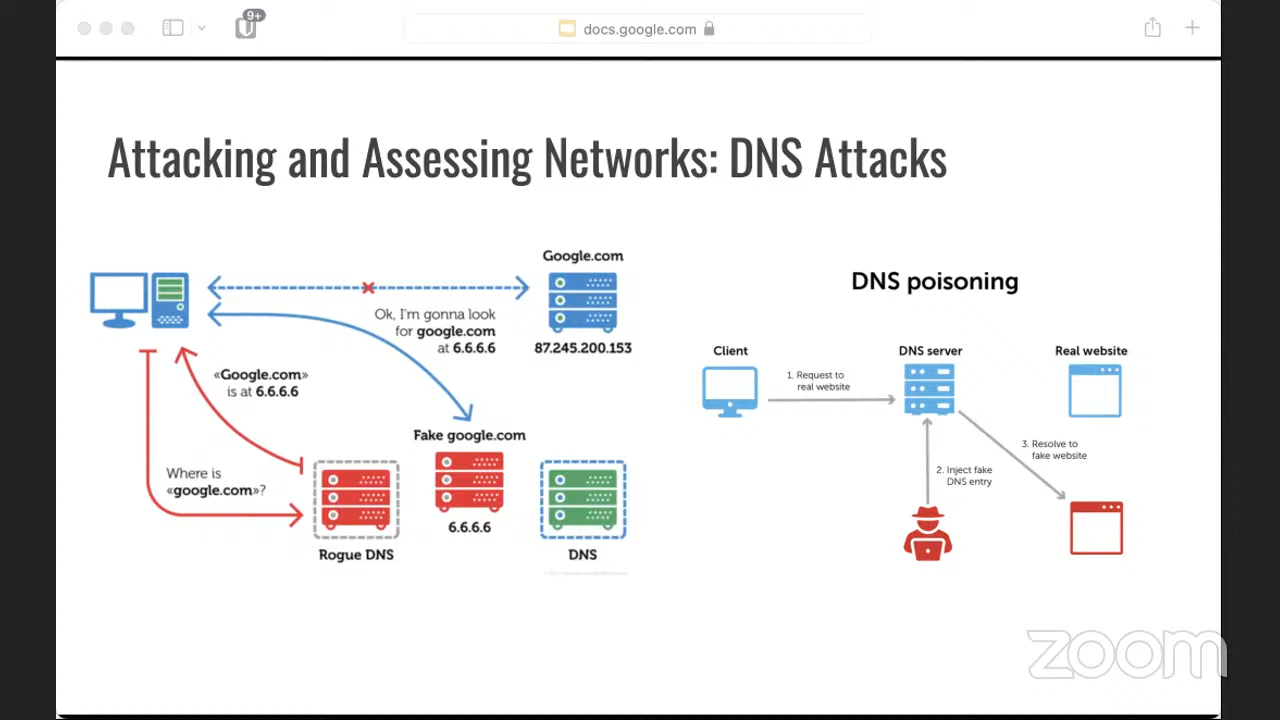 9+
docs.google.com
Attacking and Assessing Networks: DNS Attacks
Google.com
87.245.200.153
Ok, I'm gonna look
for google.com
at 6.6.6.6
«Google.com»
is at 6.6.6.6
Where is
«google.com»?
Fake google.com
6.6.6.6
Rogue DNS
DNS
DNS poisoning
Client
DNS server
Real website
1. Request to
real website
2. Inject fake
DNS entry
3. Resolve to
fake website
zoom